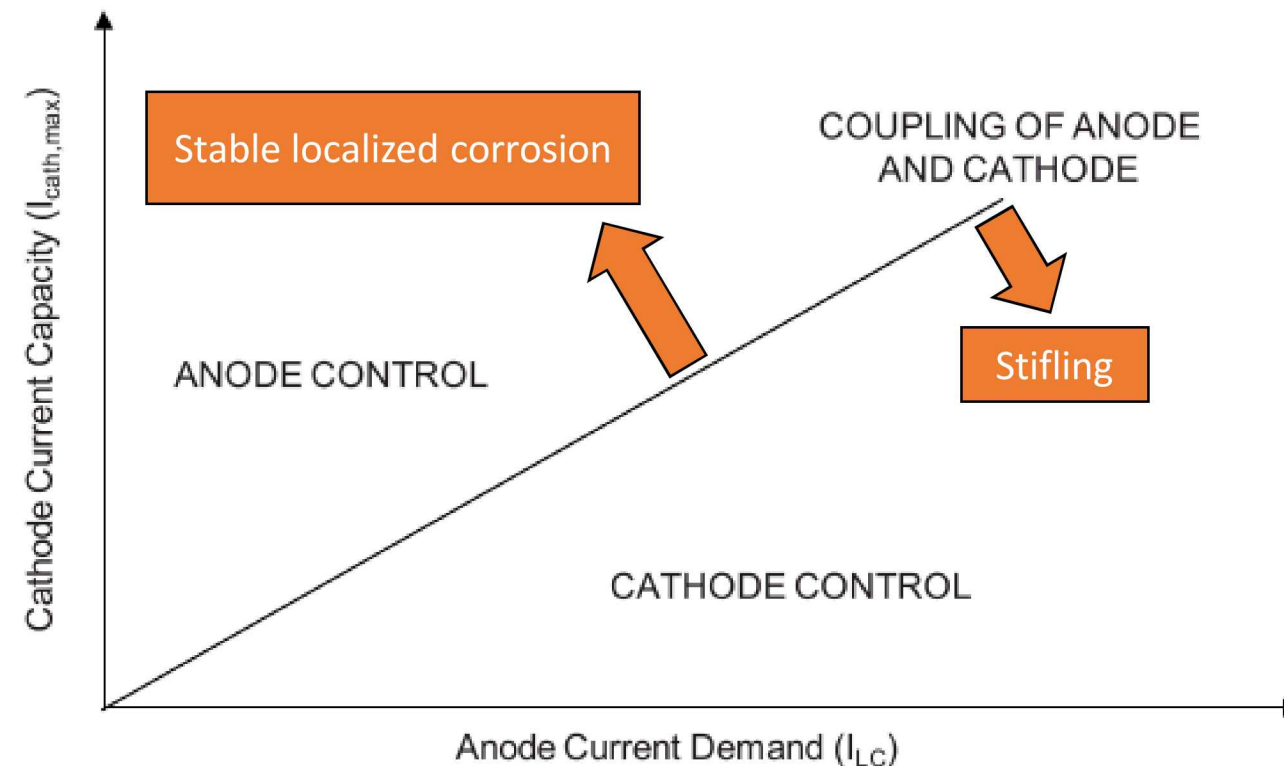 Cathode Current Capacity (Icath,max)
Stable localized corrosion
COUPLING OF ANODE
AND CATHODE
ANODE CONTROL
Stifling
CATHODE CONTROL
Anode Current Demand (ILC)